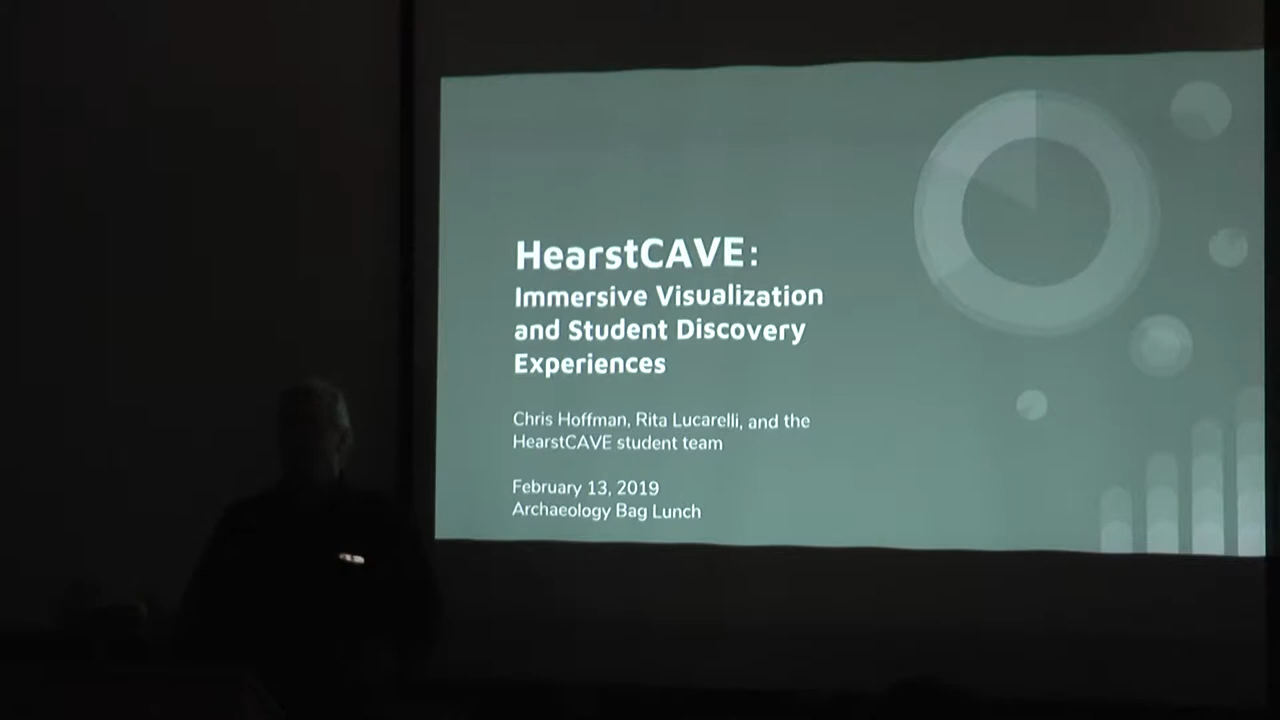 HearstCAVE:
Immersive Visualization
and Student Discovery
Experiences
Chris Hoffman, Rita Lucarelli, and the
HearstCAVE student team
February 13, 2019
Archaeology Bag Lunch